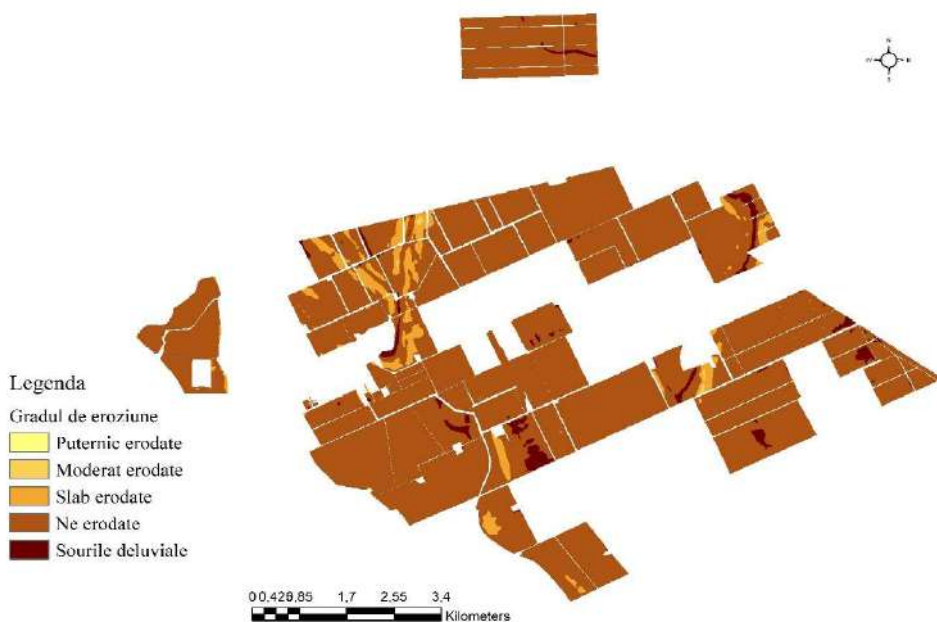 N
W E
S
Legenda
Gradul de eroziune
Puternic erodate
Moderat erodate
Slab erodate
Ne erodate
Sourile deluviale
0 0,425 0,85 1,7 2,55 3,4
Kilometers